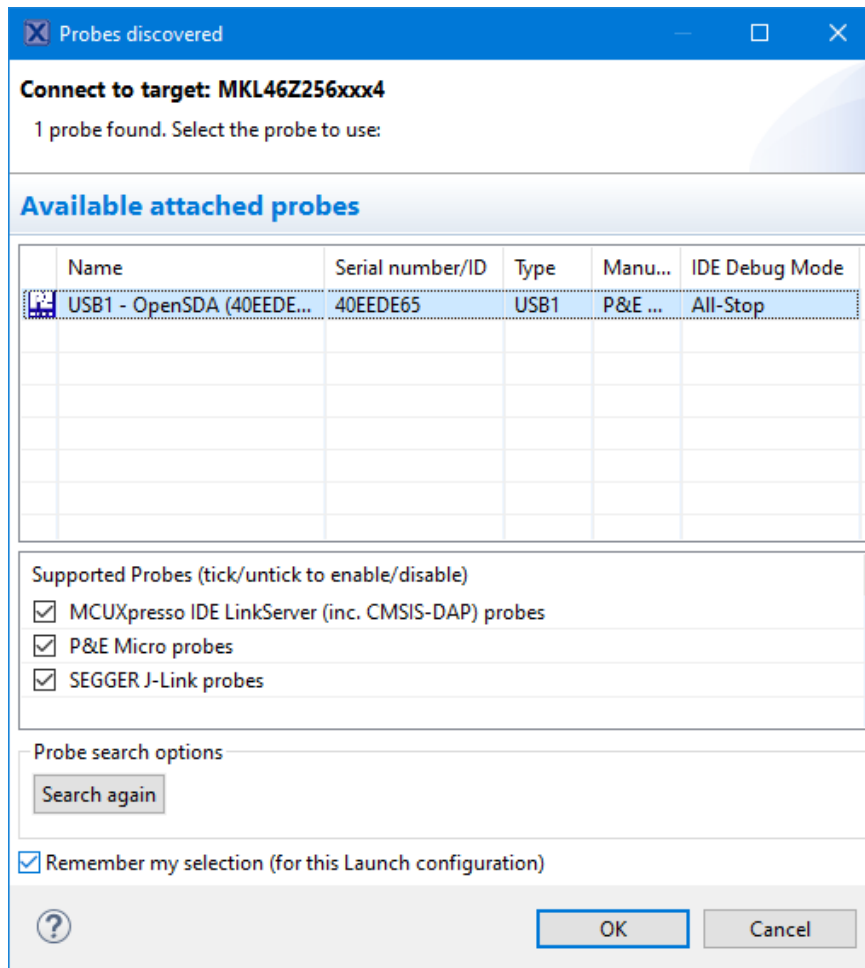 Probes discovered
Connect to target: MKL46Z256xxx4
1 probe found. Select the probe to use:
Available attached probes
Name Serial number/ID Type Manu... IDE Debug Mode
USB1 - OpenSDA (40EEDE... 40EEDE65 USB1 P&E ... All-Stop
Supported Probes (tick/untick to enable/disable)
MCUXpresso IDE LinkServer (inc. CMSIS-DAP) probes
P&E Micro probes
SEGGER J-Link probes
Probe search options
Search again
Remember my selection (for this Launch configuration)
OK Cancel